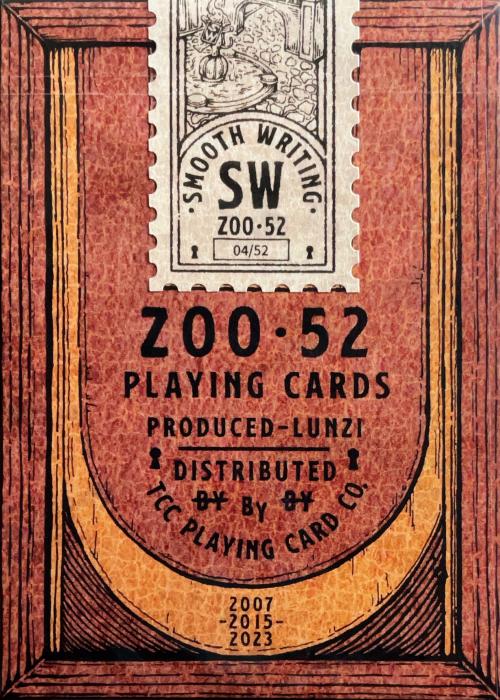 ·SMOOTH WRITING·
SW
ZOO·52
04/52
ZOO·52
PLAYING CARDS
PRODUCED-LUNZI
DISTRIBUTED
BY By BY
TCC PLAYING CARD CO.
2007
-2015-
2023